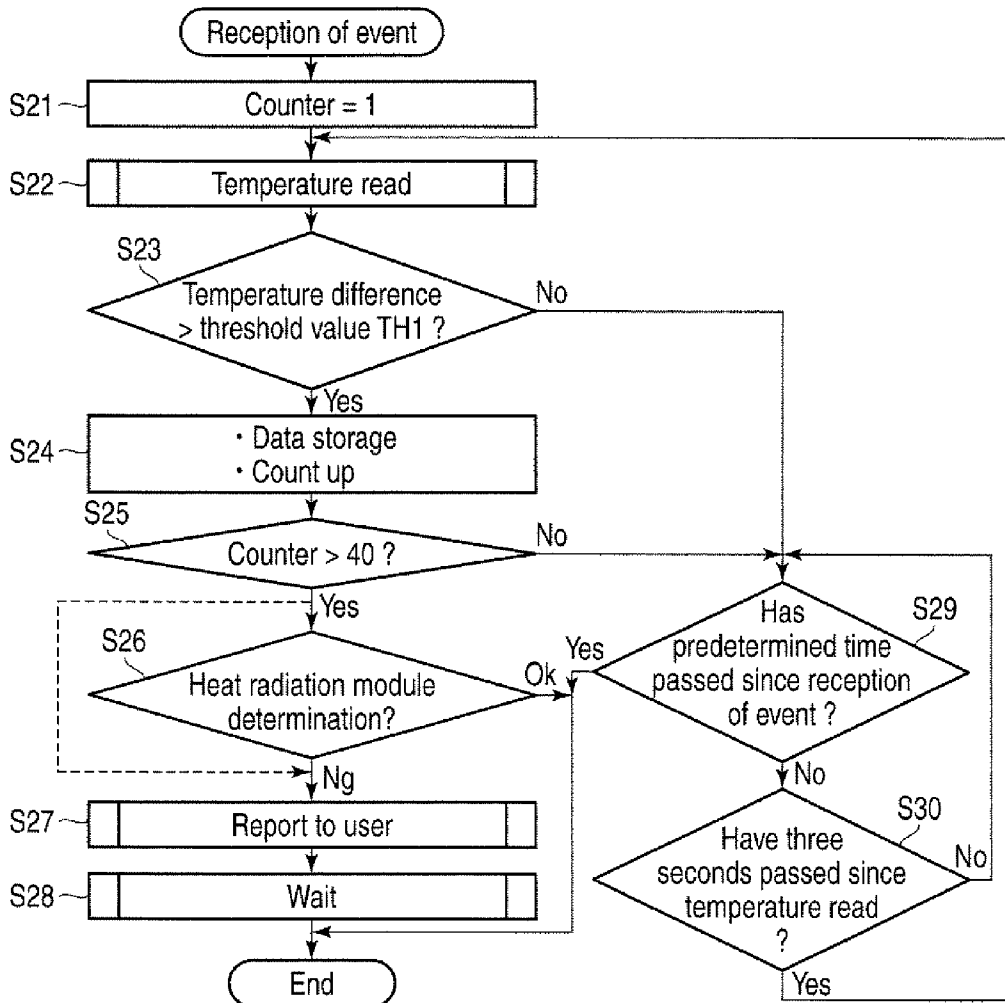 Reception of event
S21
Counter = 1
S22
Temperature read
S23
Temperature difference
> threshold value TH1 ?
No
Yes
S24
・Data storage
・Count up
S25
Counter > 40 ?
No
Yes
S26
Heat radiation module
determination?
Ok
Ng
S27
Report to user
S28
Wait
End
S29
Has
predetermined time
passed since reception
of event ?
Yes
No
S30
Have three
seconds passed since
temperature read
?
No
Yes